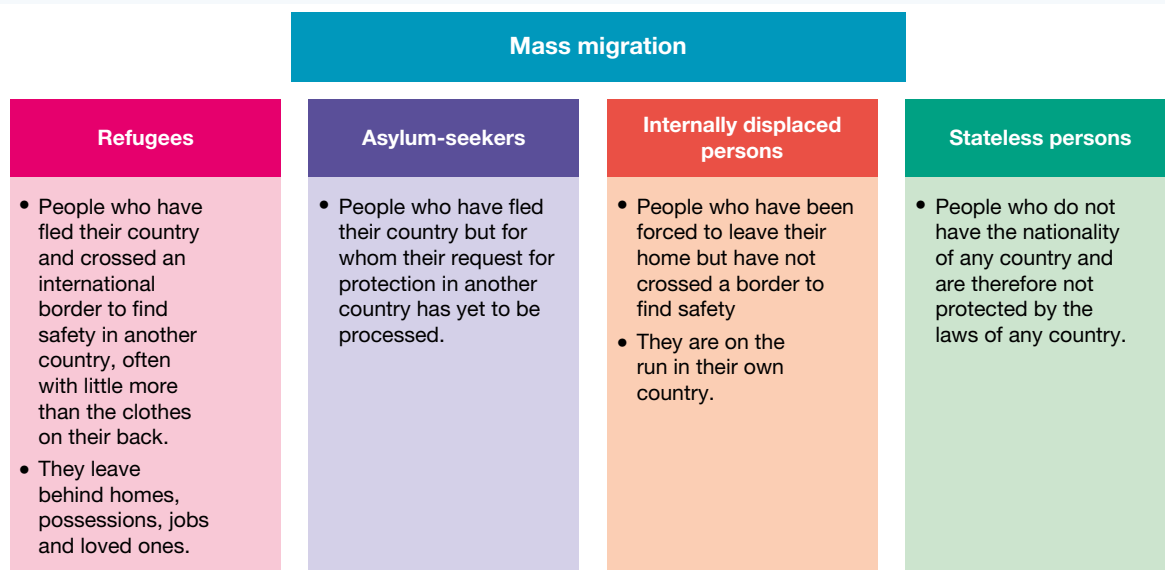 Mass migration
Refugees
• People who have
fled their country
and crossed an
international
border to find
safety in another
country, often
with little more
than the clothes
on their back.
• They leave
behind homes,
possessions, jobs
and loved ones.
Asylum-seekers
• People who have fled
their country but for
whom their request for
protection in another
country has yet to be
processed.
Internally displaced
persons
• People who have been
forced to leave their
home but have not
crossed a border to
find safety
• They are on the
run in their own
country.
Stateless persons
• People who do not
have the nationality
of any country and
are therefore not
protected by the
laws of any country.